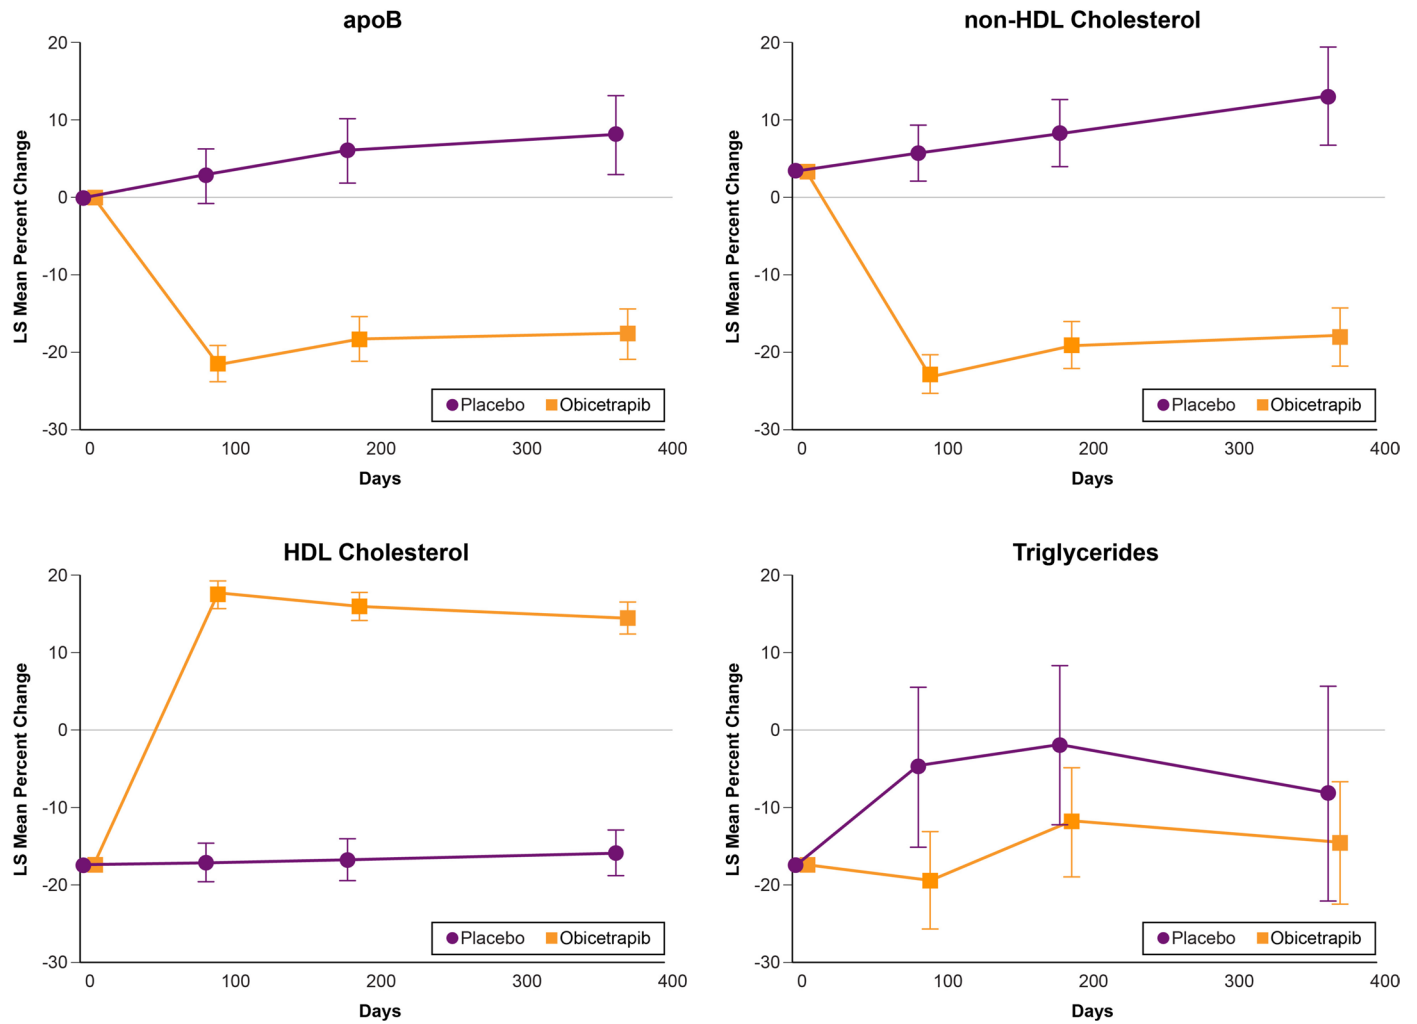 apoB
20
10
0
-10
-20
-30
LS Mean Percent Change
Placebo Obicetrapib
0 100 200 300 400
Days
non-HDL Cholesterol
20
10
0
-10
-20
-30
LS Mean Percent Change
Placebo Obicetrapib
0 100 200 300 400
Days
HDL Cholesterol
20
10
0
-10
-20
-30
LS Mean Percent Change
Placebo Obicetrapib
0 100 200 300 400
Days
Triglycerides
20
10
0
-10
-20
-30
LS Mean Percent Change
Placebo Obicetrapib
0 100 200 300 400
Days